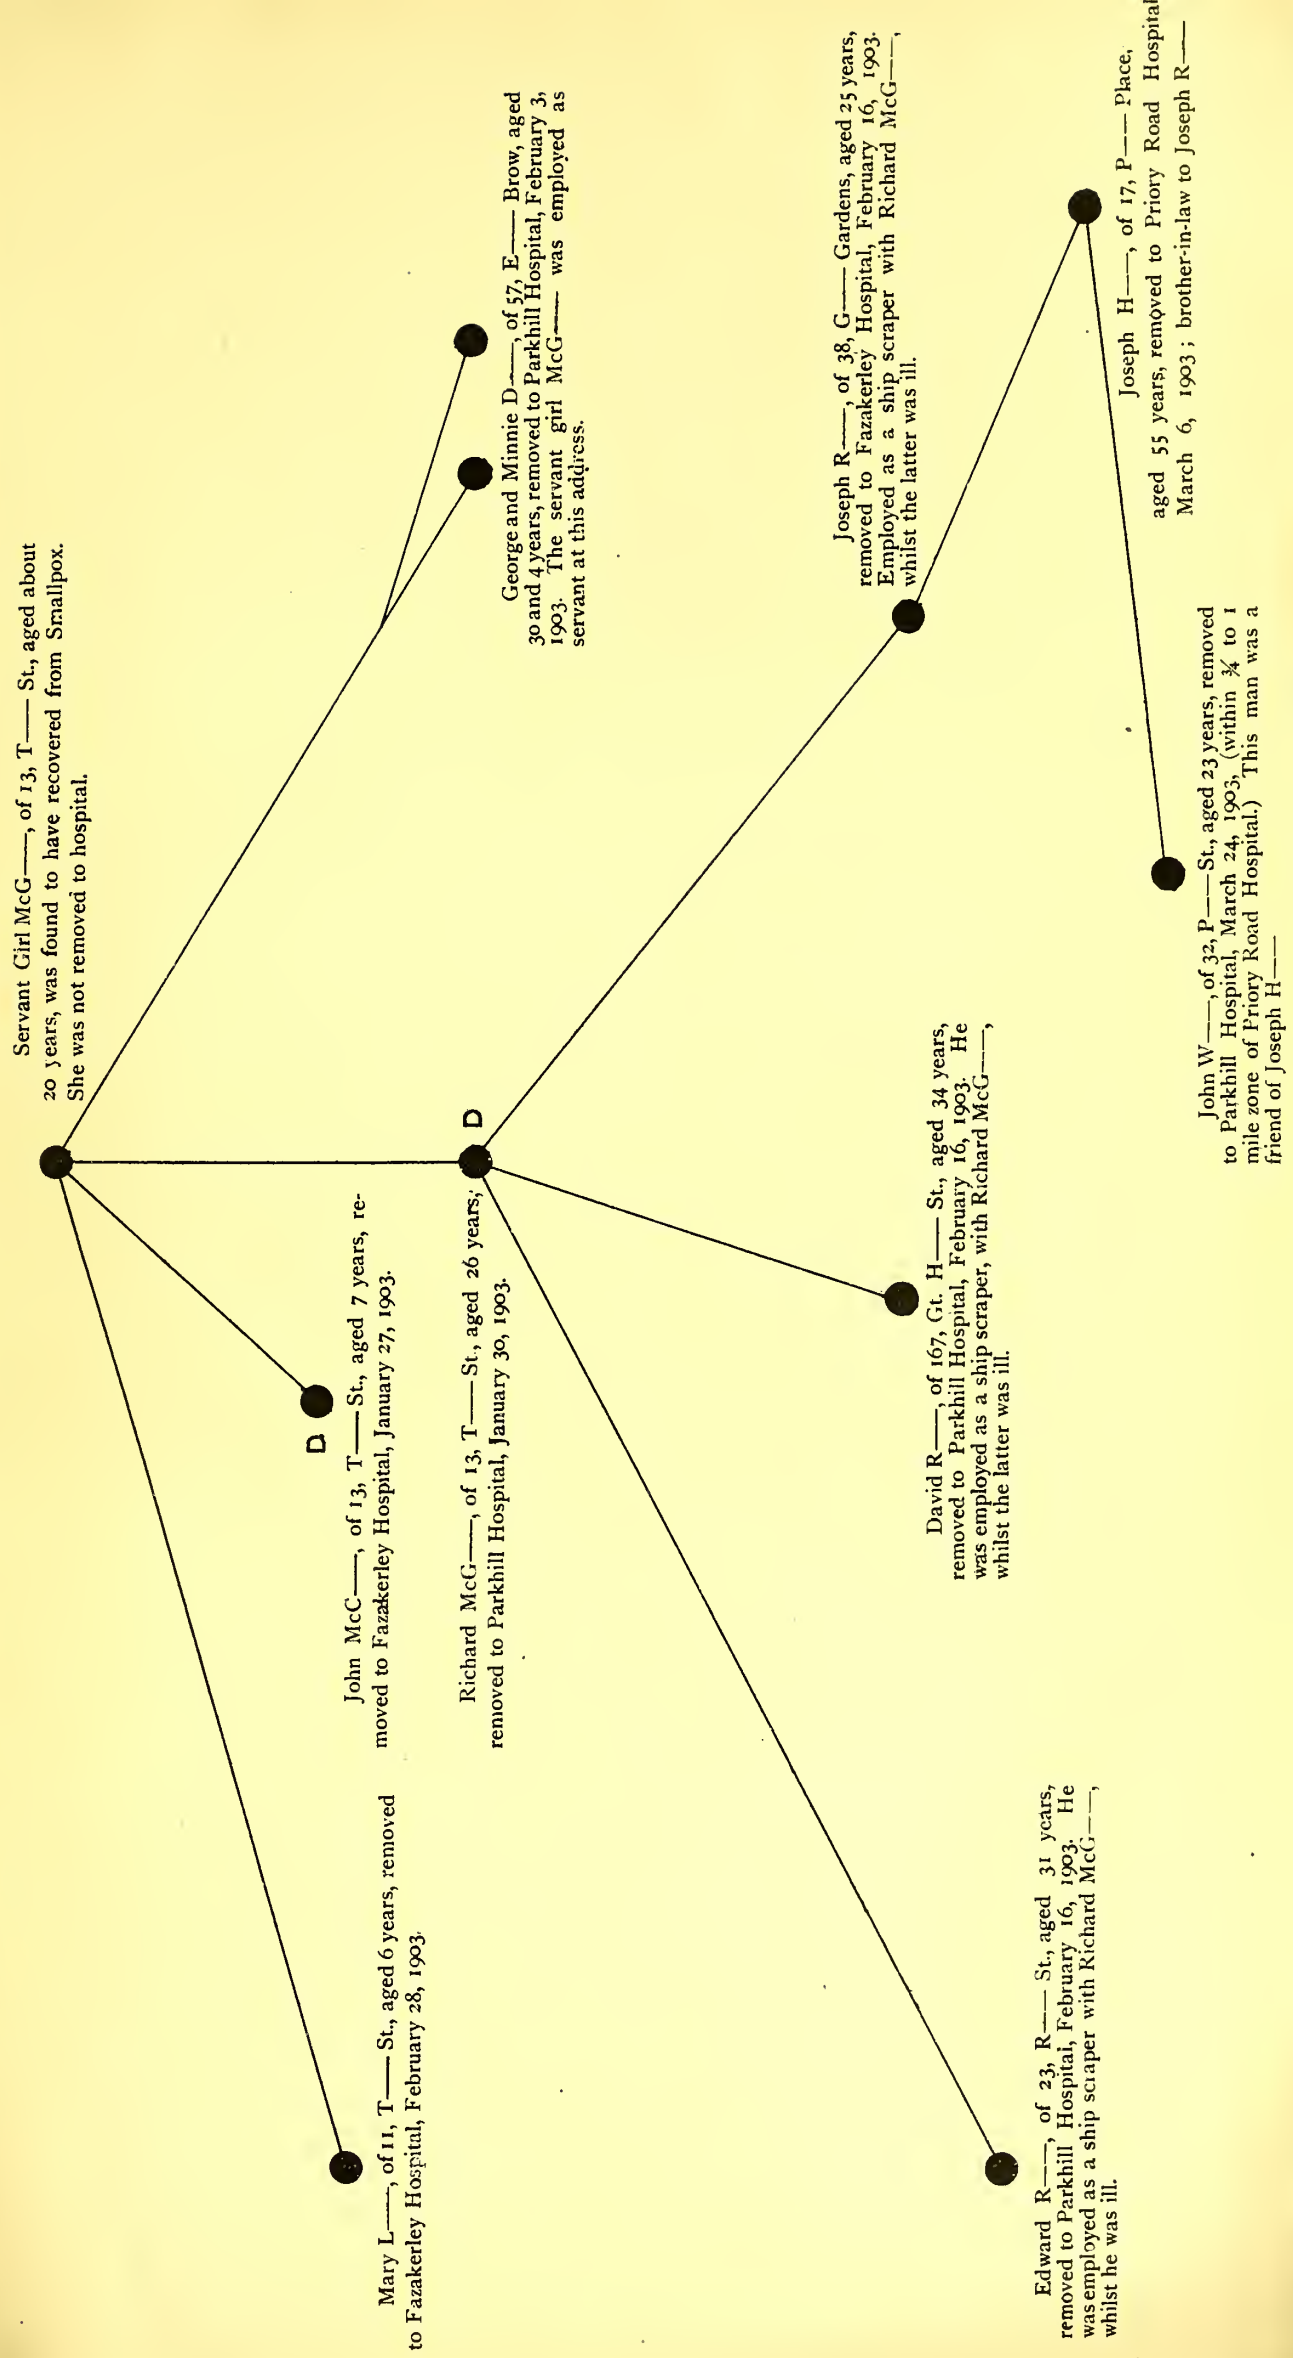 Servant Girl McG——, of 13, T—— St., aged about
20 years, was found to have recovered from Smallpox.
She was not removed to hospital.
Mary L——, of 11, T—— St., aged 6 years, removed
to Fazakerley Hospital, February 28, 1903.
D
John McC——, of 13, T—— St., aged 7 years, re-
moved to Fazakerley Hospital, January 27, 1903.
D
Richard McG——, of 13, T—— St., aged 26 years,
removed to Parkhill Hospital, January 30, 1903.
George and Minnie D——, of 57, E—— Brow, aged
30 and 4 years, removed to Parkhill Hospital, February 3,
1903. The servant girl McG—— was employed as
servant at this address.
Edward R——, of 23, R—— St., aged 31 years,
removed to Parkhill Hospital, February 16, 1903. He
was employed as a ship scraper with Richard McG——,
whilst he was ill.
David R——, of 167, Gt. H—— St., aged 34 years,
removed to Parkhill Hospital, February 16, 1903. He
was employed as a ship scraper, with Richard McG——,
whilst the latter was ill.
Joseph R——, of 38, G—— Gardens, aged 25 years,
removed to Fazakerley Hospital, February 16, 1903.
Employed as a ship scraper with Richard McG——,
whilst the latter was ill.
John W——, of 32, P—— St., aged 23 years, removed
to Parkhill Hospital, March 24, 1903, (within ¾ to 1
mile zone of Priory Road Hospital.) This man was a
friend of Joseph H——
Joseph H——, of 17, P—— Place,
aged 55 years, removed to Priory Road Hospital
March 6, 1903; brother-in-law to Joseph R——